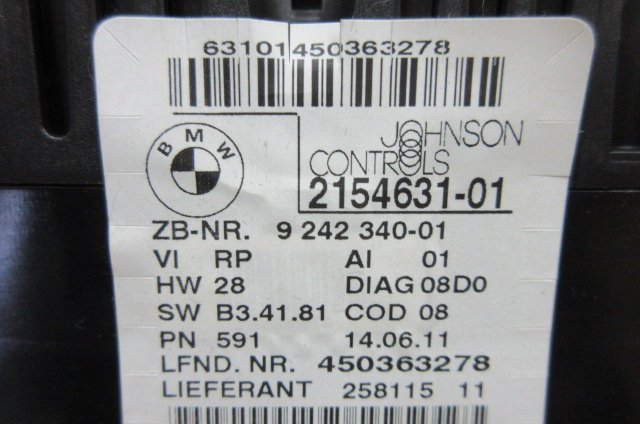 63101450363278
BMW
JOHNSON
CONTROLS
2154631-01
ZB-NR. 9 242 340-01
VI RP AI 01
HW 28 DIAG 08D0
SW B3.41.81 COD 08
PN 591 14.06.11
LFND. NR. 450363278
LIEFERANT 258115 11